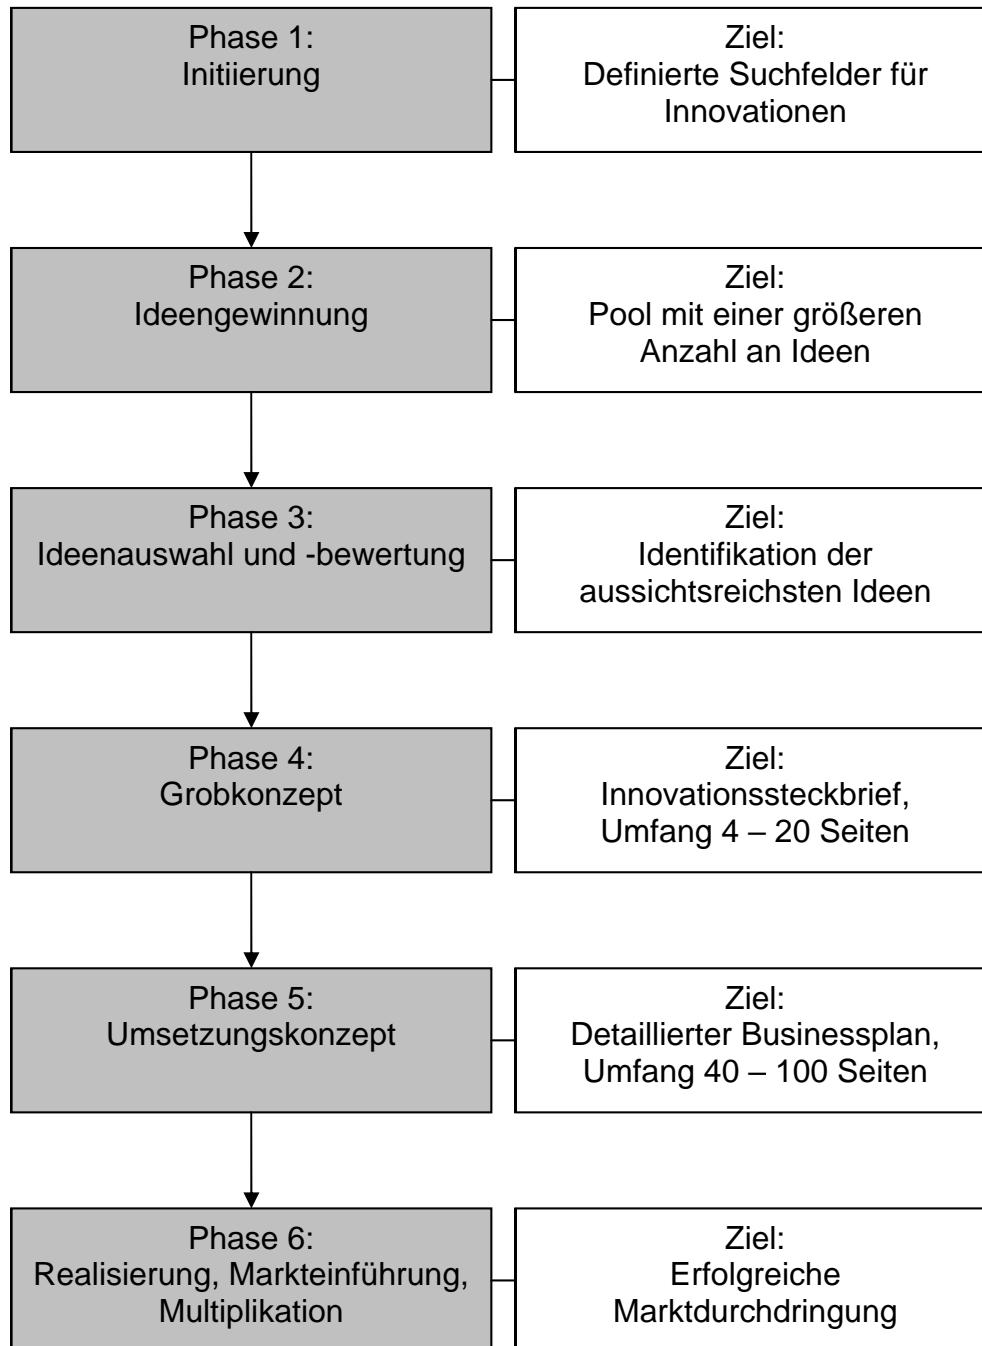 Phase 1:
Initiierung
Ziel:
Definierte Suchfelder für
Innovationen
Phase 2:
Ideengewinnung
Ziel:
Pool mit einer größeren
Anzahl an Ideen
Phase 3:
Ideenauswahl und -bewertung
Ziel:
Identifikation der
aussichtsreichsten Ideen
Phase 4:
Grobkonzept
Ziel:
Innovationssteckbrief,
Umfang 4 – 20 Seiten
Phase 5:
Umsetzungskonzept
Ziel:
Detaillierter Businessplan,
Umfang 40 – 100 Seiten
Phase 6:
Realisierung, Markteinführung,
Multiplikation
Ziel:
Erfolgreiche
Marktdurchdringung